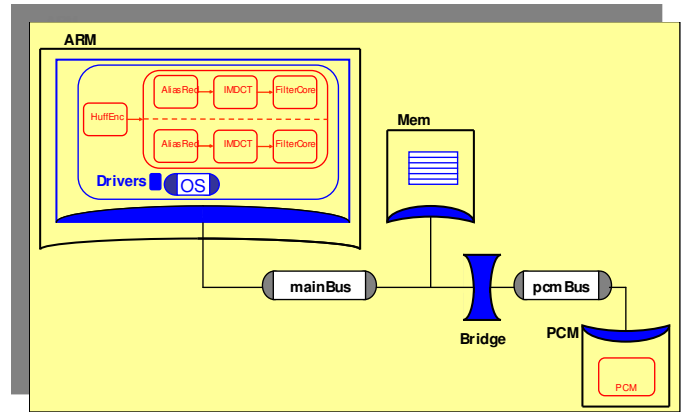 ARM
AliasRed
IMDCT
FilterCore
HuffEnc
AliasRed
IMDCT
FilterCore
Drivers
OS
Mem
mainBus
pcmBus
Bridge
PCM
PCM